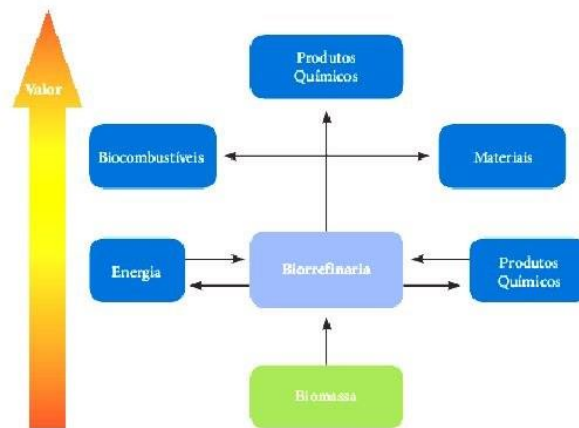 Produtos
Químicos
Valor
Biocombustíveis
Materiais
Energia
Biorrefinaria
Produtos
Químicos
Biomassa